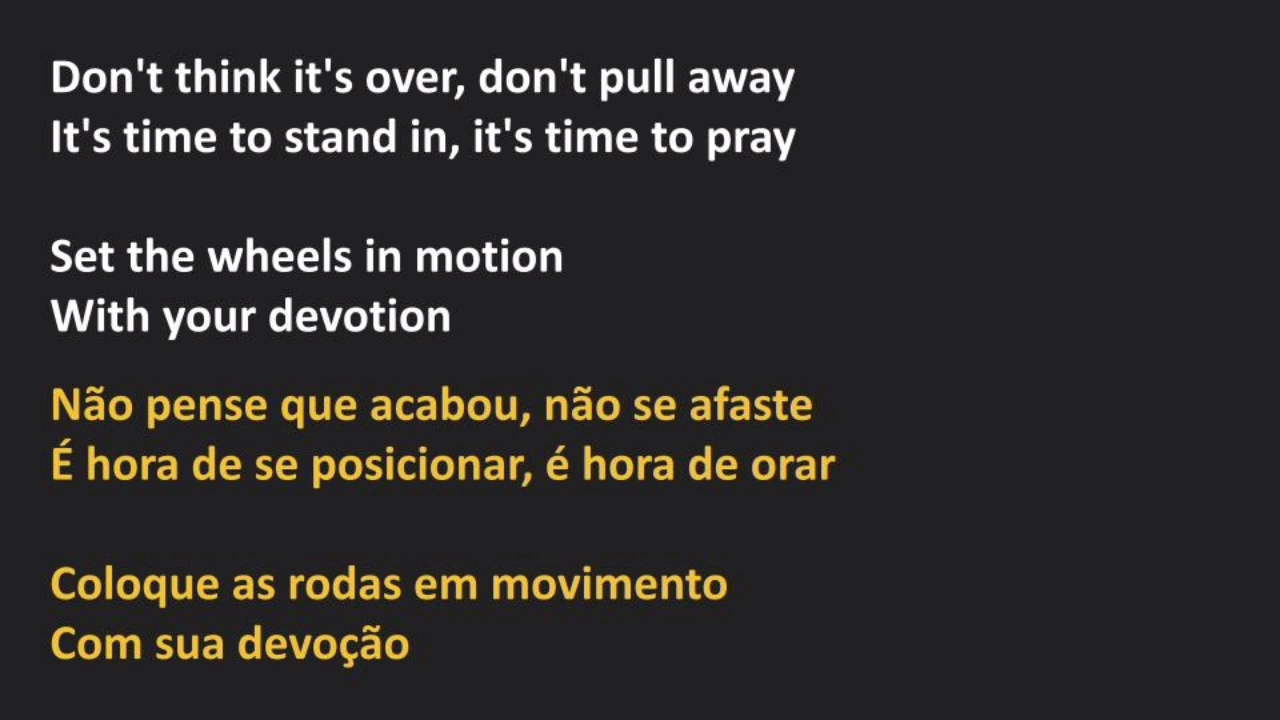 Don't think it's over, don't pull away
It's time to stand in, it's time to pray
Set the wheels in motion
With your devotion
Não pense que acabou, não se afaste
É hora de se posicionar, é hora de orar
Coloque as rodas em movimento
Com sua devoção